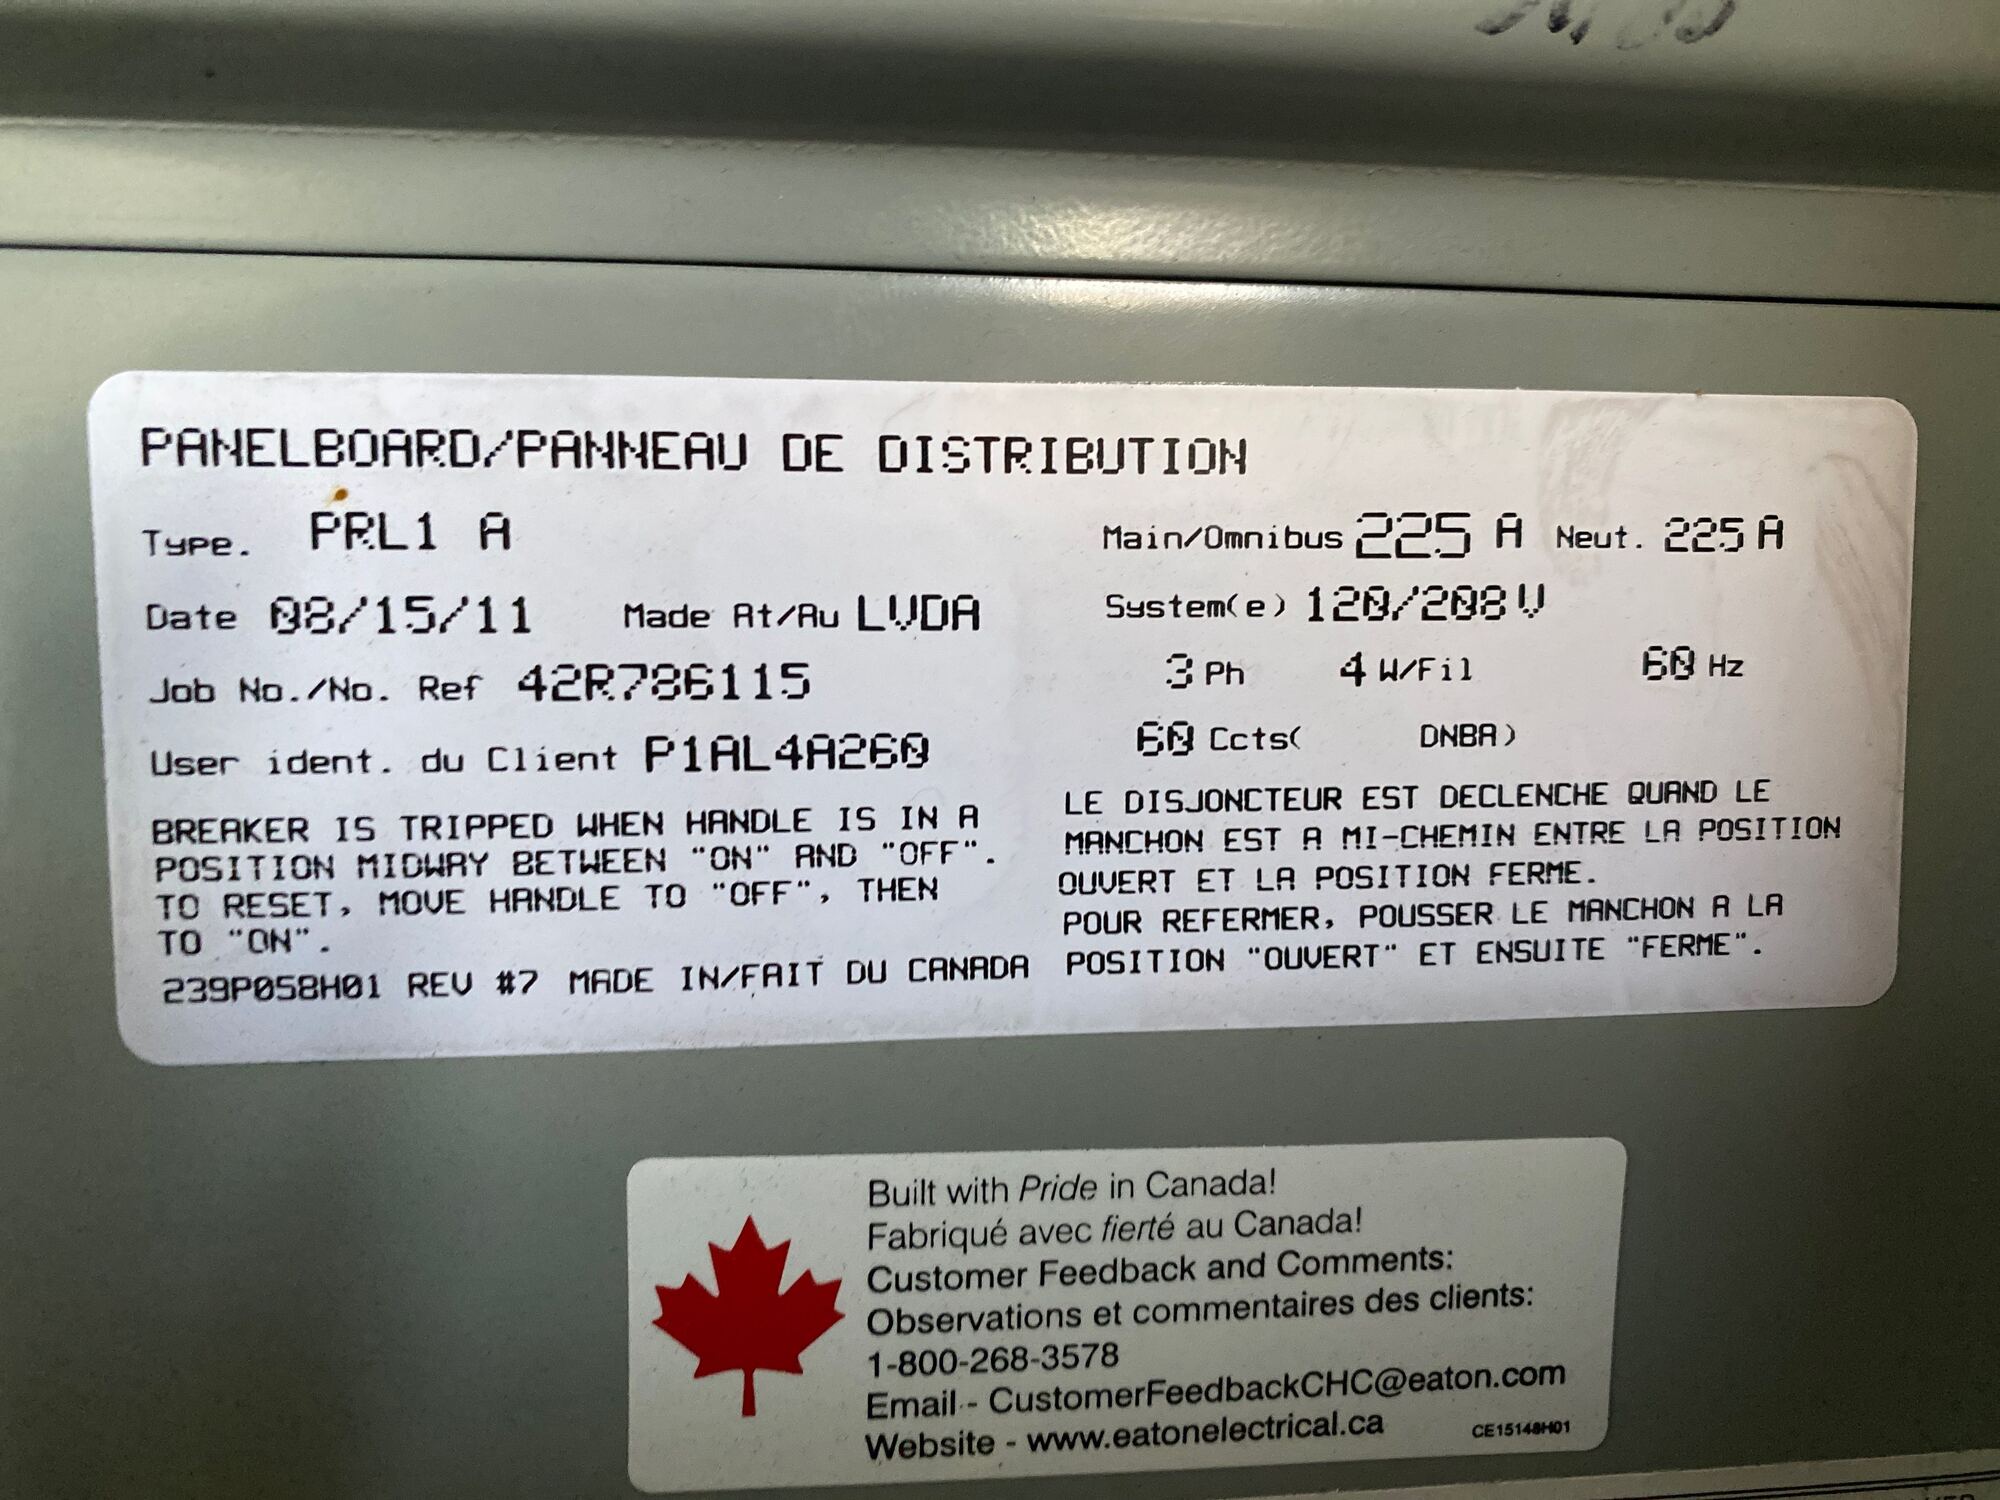 PANELBOARD/PANNEAU DE DISTRIBUTION
Type. PRL1 A
Main/Omnibus 225 A Neut. 225 A
Date 08/15/11 Made At/Au LVDA
System(e) 120/208 V
3 Ph 4 W/Fil 60 Hz
Job No./No. Ref 42R786115
60 Ccts( DNBA)
User ident. du Client P1AL4A260
BREAKER IS TRIPPED WHEN HANDLE IS IN A
POSITION MIDWAY BETWEEN "ON" AND "OFF".
TO RESET, MOVE HANDLE TO "OFF", THEN
TO "ON".
239P058H01 REV #7 MADE IN/FAIT DU CANADA
LE DISJONCTEUR EST DECLENCHE QUAND LE
MANCHON EST A MI-CHEMIN ENTRE LA POSITION
OUVERT ET LA POSITION FERME.
POUR REFERMER, POUSSER LE MANCHON A LA
POSITION "OUVERT" ET ENSUITE "FERME".
Built with Pride in Canada!
Fabriqué avec fierté au Canada!
Customer Feedback and Comments:
Observations et commentaires des clients:
1-800-268-3578
Email - CustomerFeedbackCHC@eaton.com
Website - www.eatonelectrical.ca
CE15148H01